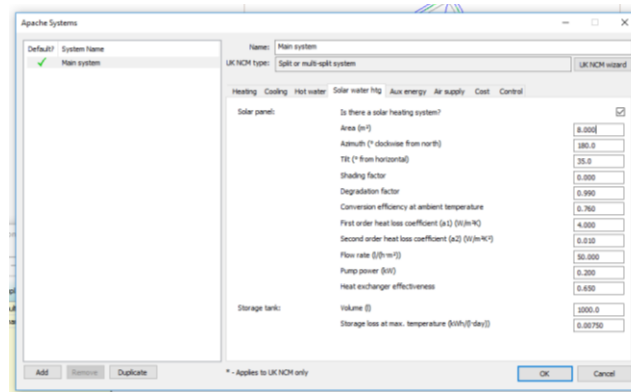 Apache Systems
Default? System Name
Main system
Name: Main system
UK NCM type: Split or multi-split system UK NCM wizard
Heating Cooling Hot water Solar water htg Aux energy Air supply Cost Control
Solar panel: Is there a solar heating system?
Area (m²) 8.000
Azimuth (° clockwise from north) 180.0
Tilt (° from horizontal) 35.0
Shading factor 0.000
Degradation factor 0.990
Conversion efficiency at ambient temperature 0.760
First order heat loss coefficient (a1) (W/m²K) 4.000
Second order heat loss coefficient (a2) (W/m²K²) 0.010
Flow rate (l/(h·m²)) 50.000
Pump power (kW) 0.200
Heat exchanger effectiveness 0.650
Storage tank: Volume (l) 1000.0
Storage loss at max. temperature (kWh/(l·day)) 0.00750
Add Remove Duplicate * - Applies to UK NCM only OK Cancel